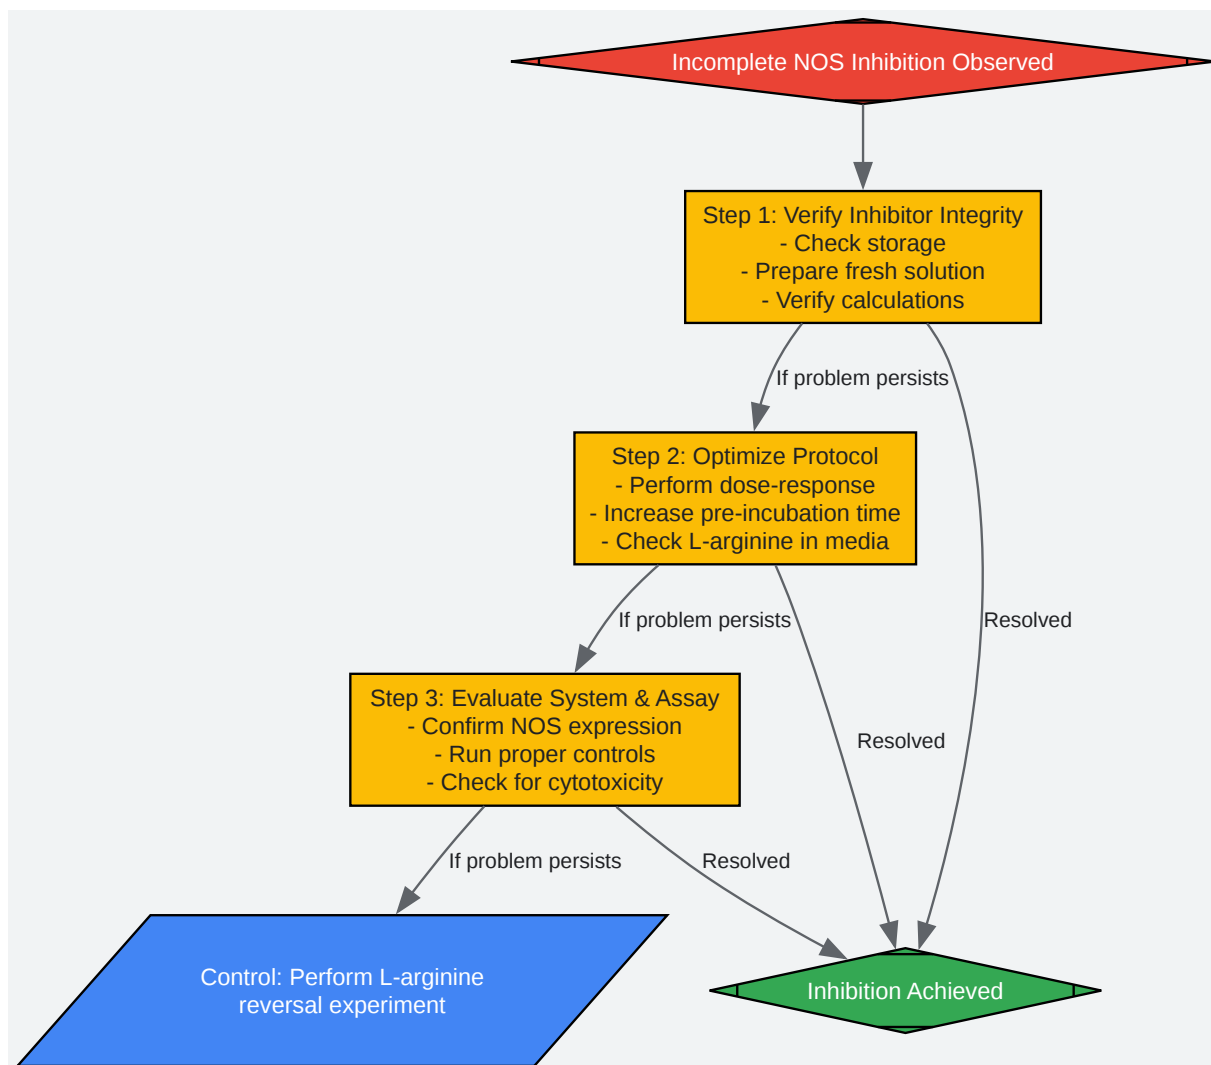 Incomplete NOS Inhibition Observed
Step 1: Verify Inhibitor Integrity
- Check storage
- Prepare fresh solution
- Verify calculations
If problem persists
Step 2: Optimize Protocol
- Perform dose-response
- Increase pre-incubation time
- Check L-arginine in media
If problem persists
Resolved
Step 3: Evaluate System & Assay
- Confirm NOS expression
- Run proper controls
- Check for cytotoxicity
Resolved
If problem persists
Resolved
Control: Perform L-arginine
reversal experiment
Inhibition Achieved